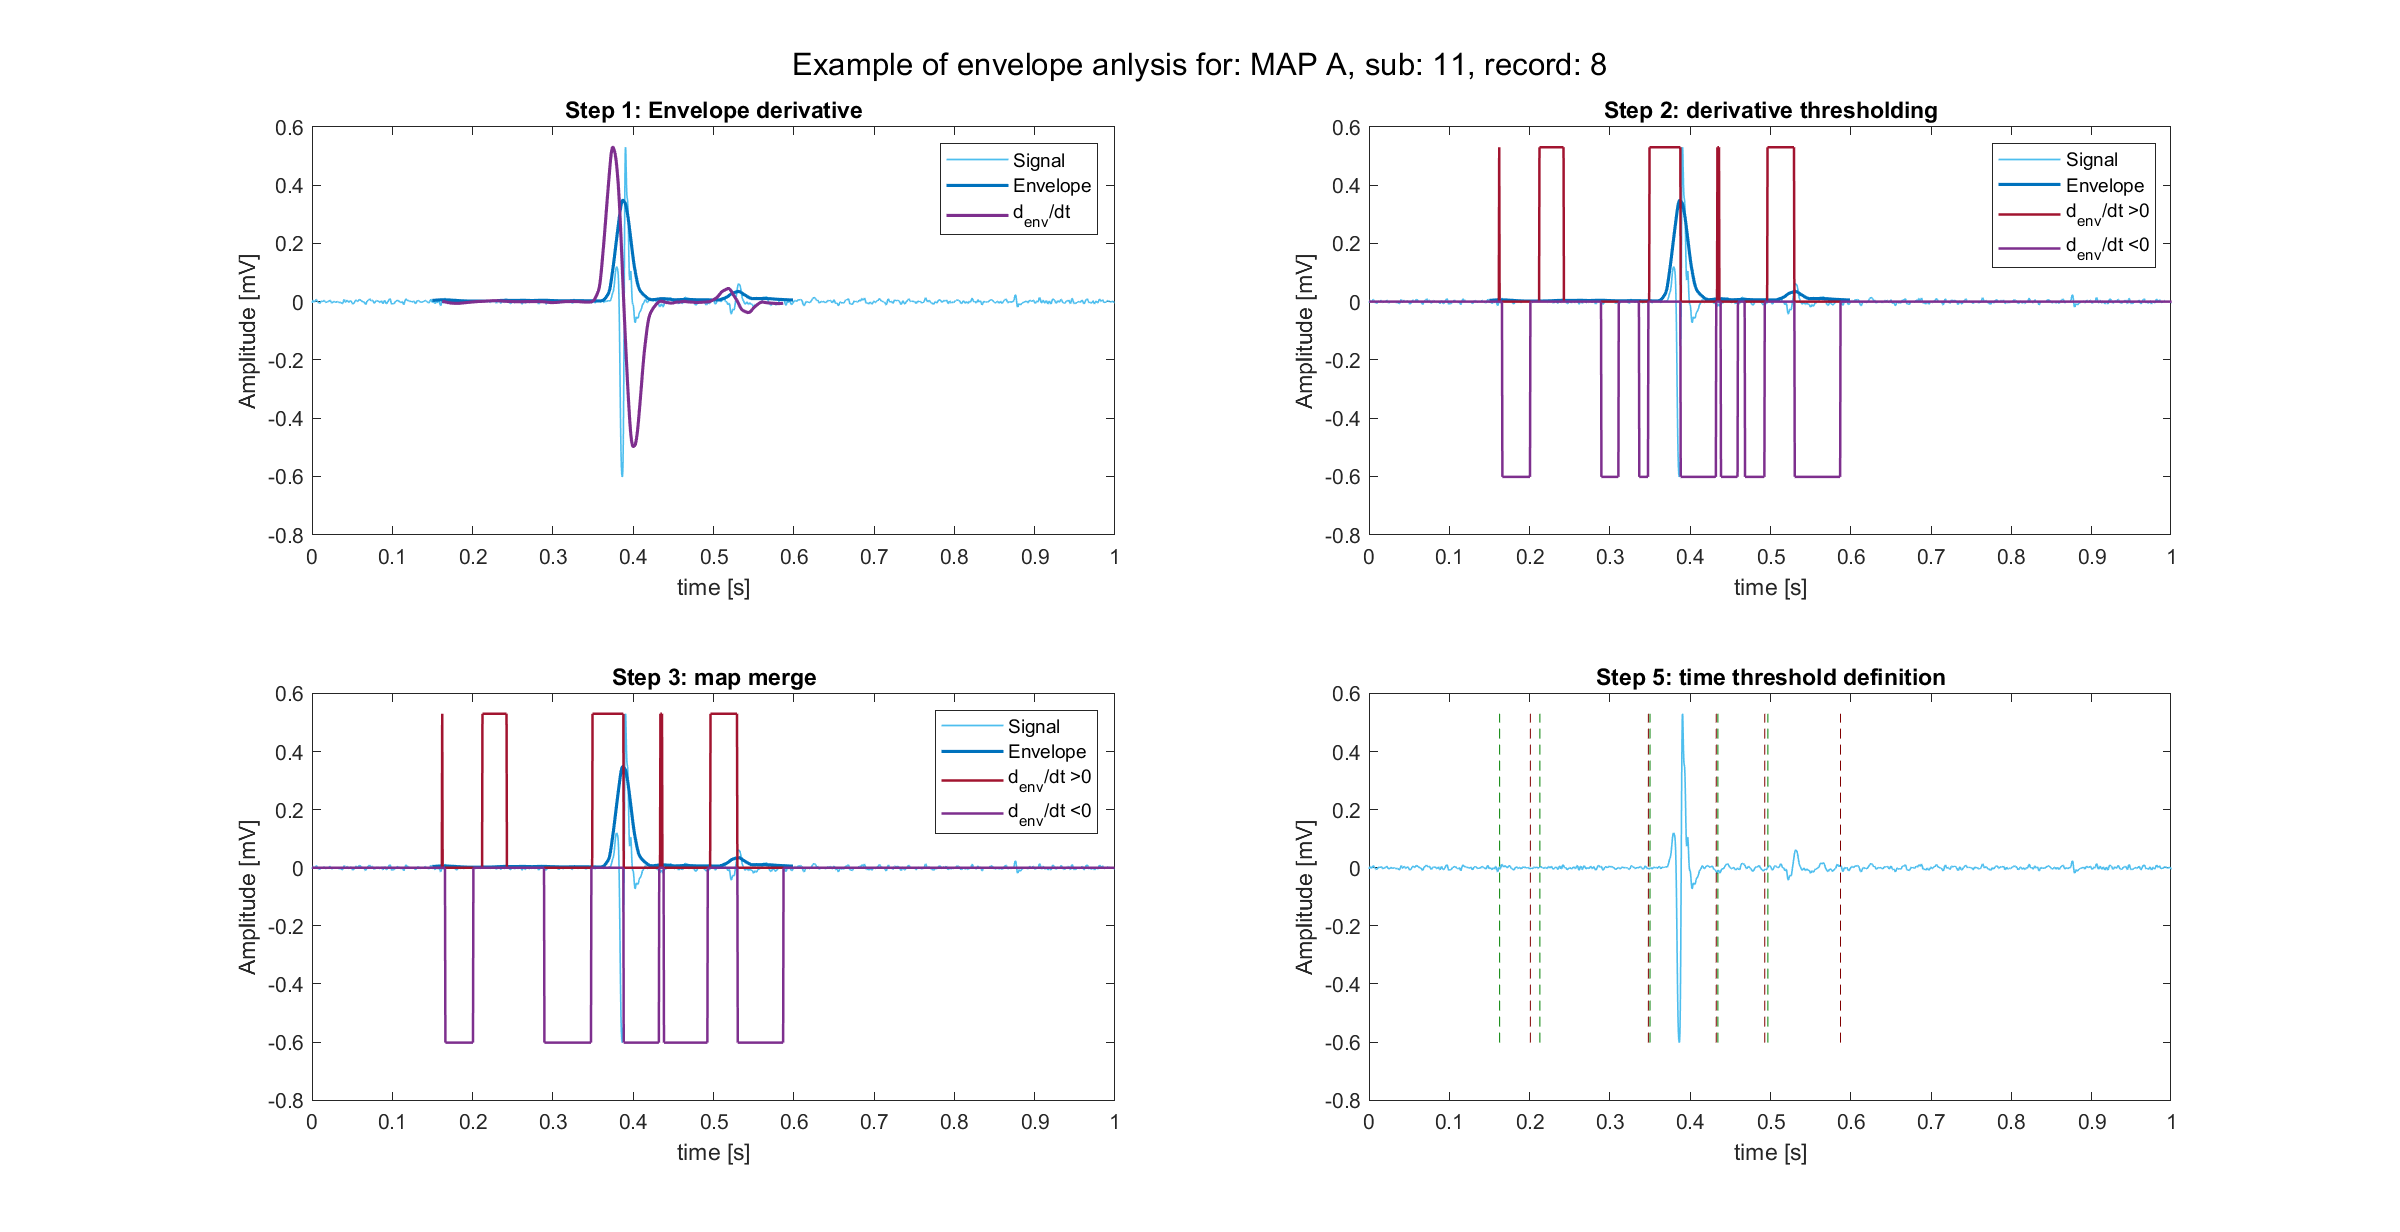 Example of envelope anlysis for: MAP A, sub: 11, record: 8
Step 1: Envelope derivative
0.6
0.4
0.2
0
-0.2
-0.4
-0.6
-0.8
Amplitude [mV]
0 0.1 0.2 0.3 0.4 0.5 0.6 0.7 0.8 0.9 1
time [s]
Signal
Envelope
denv/dt
Step 2: derivative thresholding
0.6
0.4
0.2
0
-0.2
-0.4
-0.6
-0.8
Amplitude [mV]
0 0.1 0.2 0.3 0.4 0.5 0.6 0.7 0.8 0.9 1
time [s]
Signal
Envelope
denv/dt >0
denv/dt <0
Step 3: map merge
0.6
0.4
0.2
0
-0.2
-0.4
-0.6
-0.8
Amplitude [mV]
0 0.1 0.2 0.3 0.4 0.5 0.6 0.7 0.8 0.9 1
time [s]
Signal
Envelope
denv/dt >0
denv/dt <0
Step 5: time threshold definition
0.6
0.4
0.2
0
-0.2
-0.4
-0.6
-0.8
Amplitude [mV]
0 0.1 0.2 0.3 0.4 0.5 0.6 0.7 0.8 0.9 1
time [s]